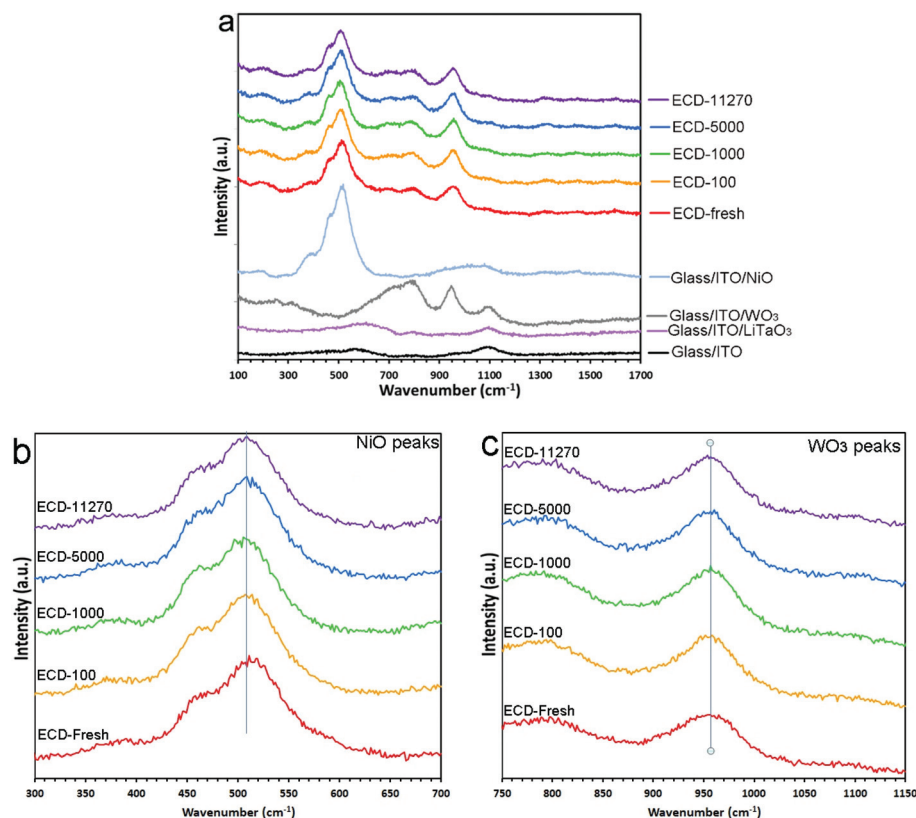 a
Intensity (a.u.)
ECD-11270
ECD-5000
ECD-1000
ECD-100
ECD-fresh
Glass/ITO/NiO
Glass/ITO/WO₃
Glass/ITO/LiTaO₃
Glass/ITO
100 300 500 700 900 1100 1300 1500 1700
Wavenumber (cm⁻¹)
b
NiO peaks
Intensity (a.u.)
ECD-11270
ECD-5000
ECD-1000
ECD-100
ECD-Fresh
300 350 400 450 500 550 600 650 700
Wavenumber (cm⁻¹)
c
WO₃ peaks
Intensity (a.u.)
ECD-11270
ECD-5000
ECD-1000
ECD-100
ECD-Fresh
750 800 850 900 950 1000 1050 1100 1150
Wavenumber (cm⁻¹)